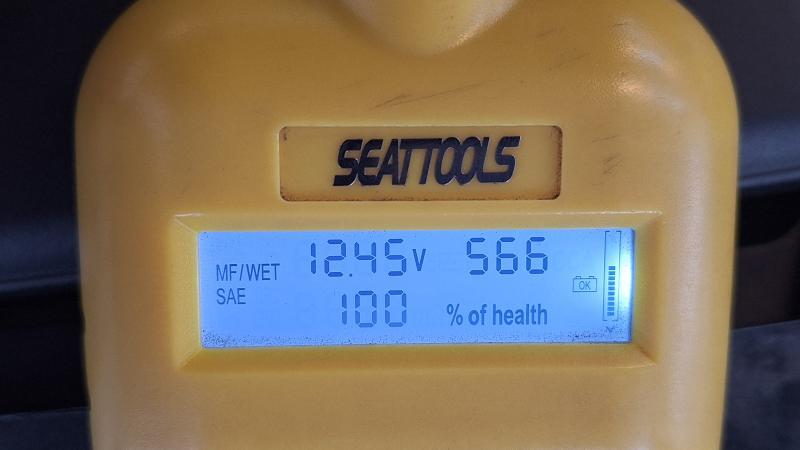 SEATTOOLS
MF/WET 12.45V 566
SAE 100 % of health
OK